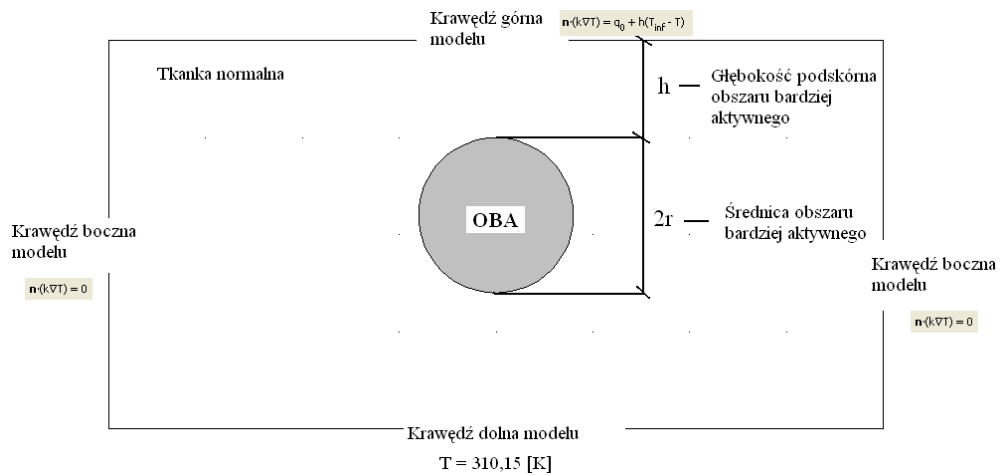 Krawędź górna
modelu
n·(k∇T) = q₀ + h(T_inf - T)
Tkanka normalna
h
Głębokość podskórna
obszaru bardziej
aktywnego
OBA
2r
Średnica obszaru
bardziej aktywnego
Krawędź boczna
modelu
n·(k∇T) = 0
Krawędź boczna
modelu
n·(k∇T) = 0
Krawędź dolna modelu
T = 310,15 [K]